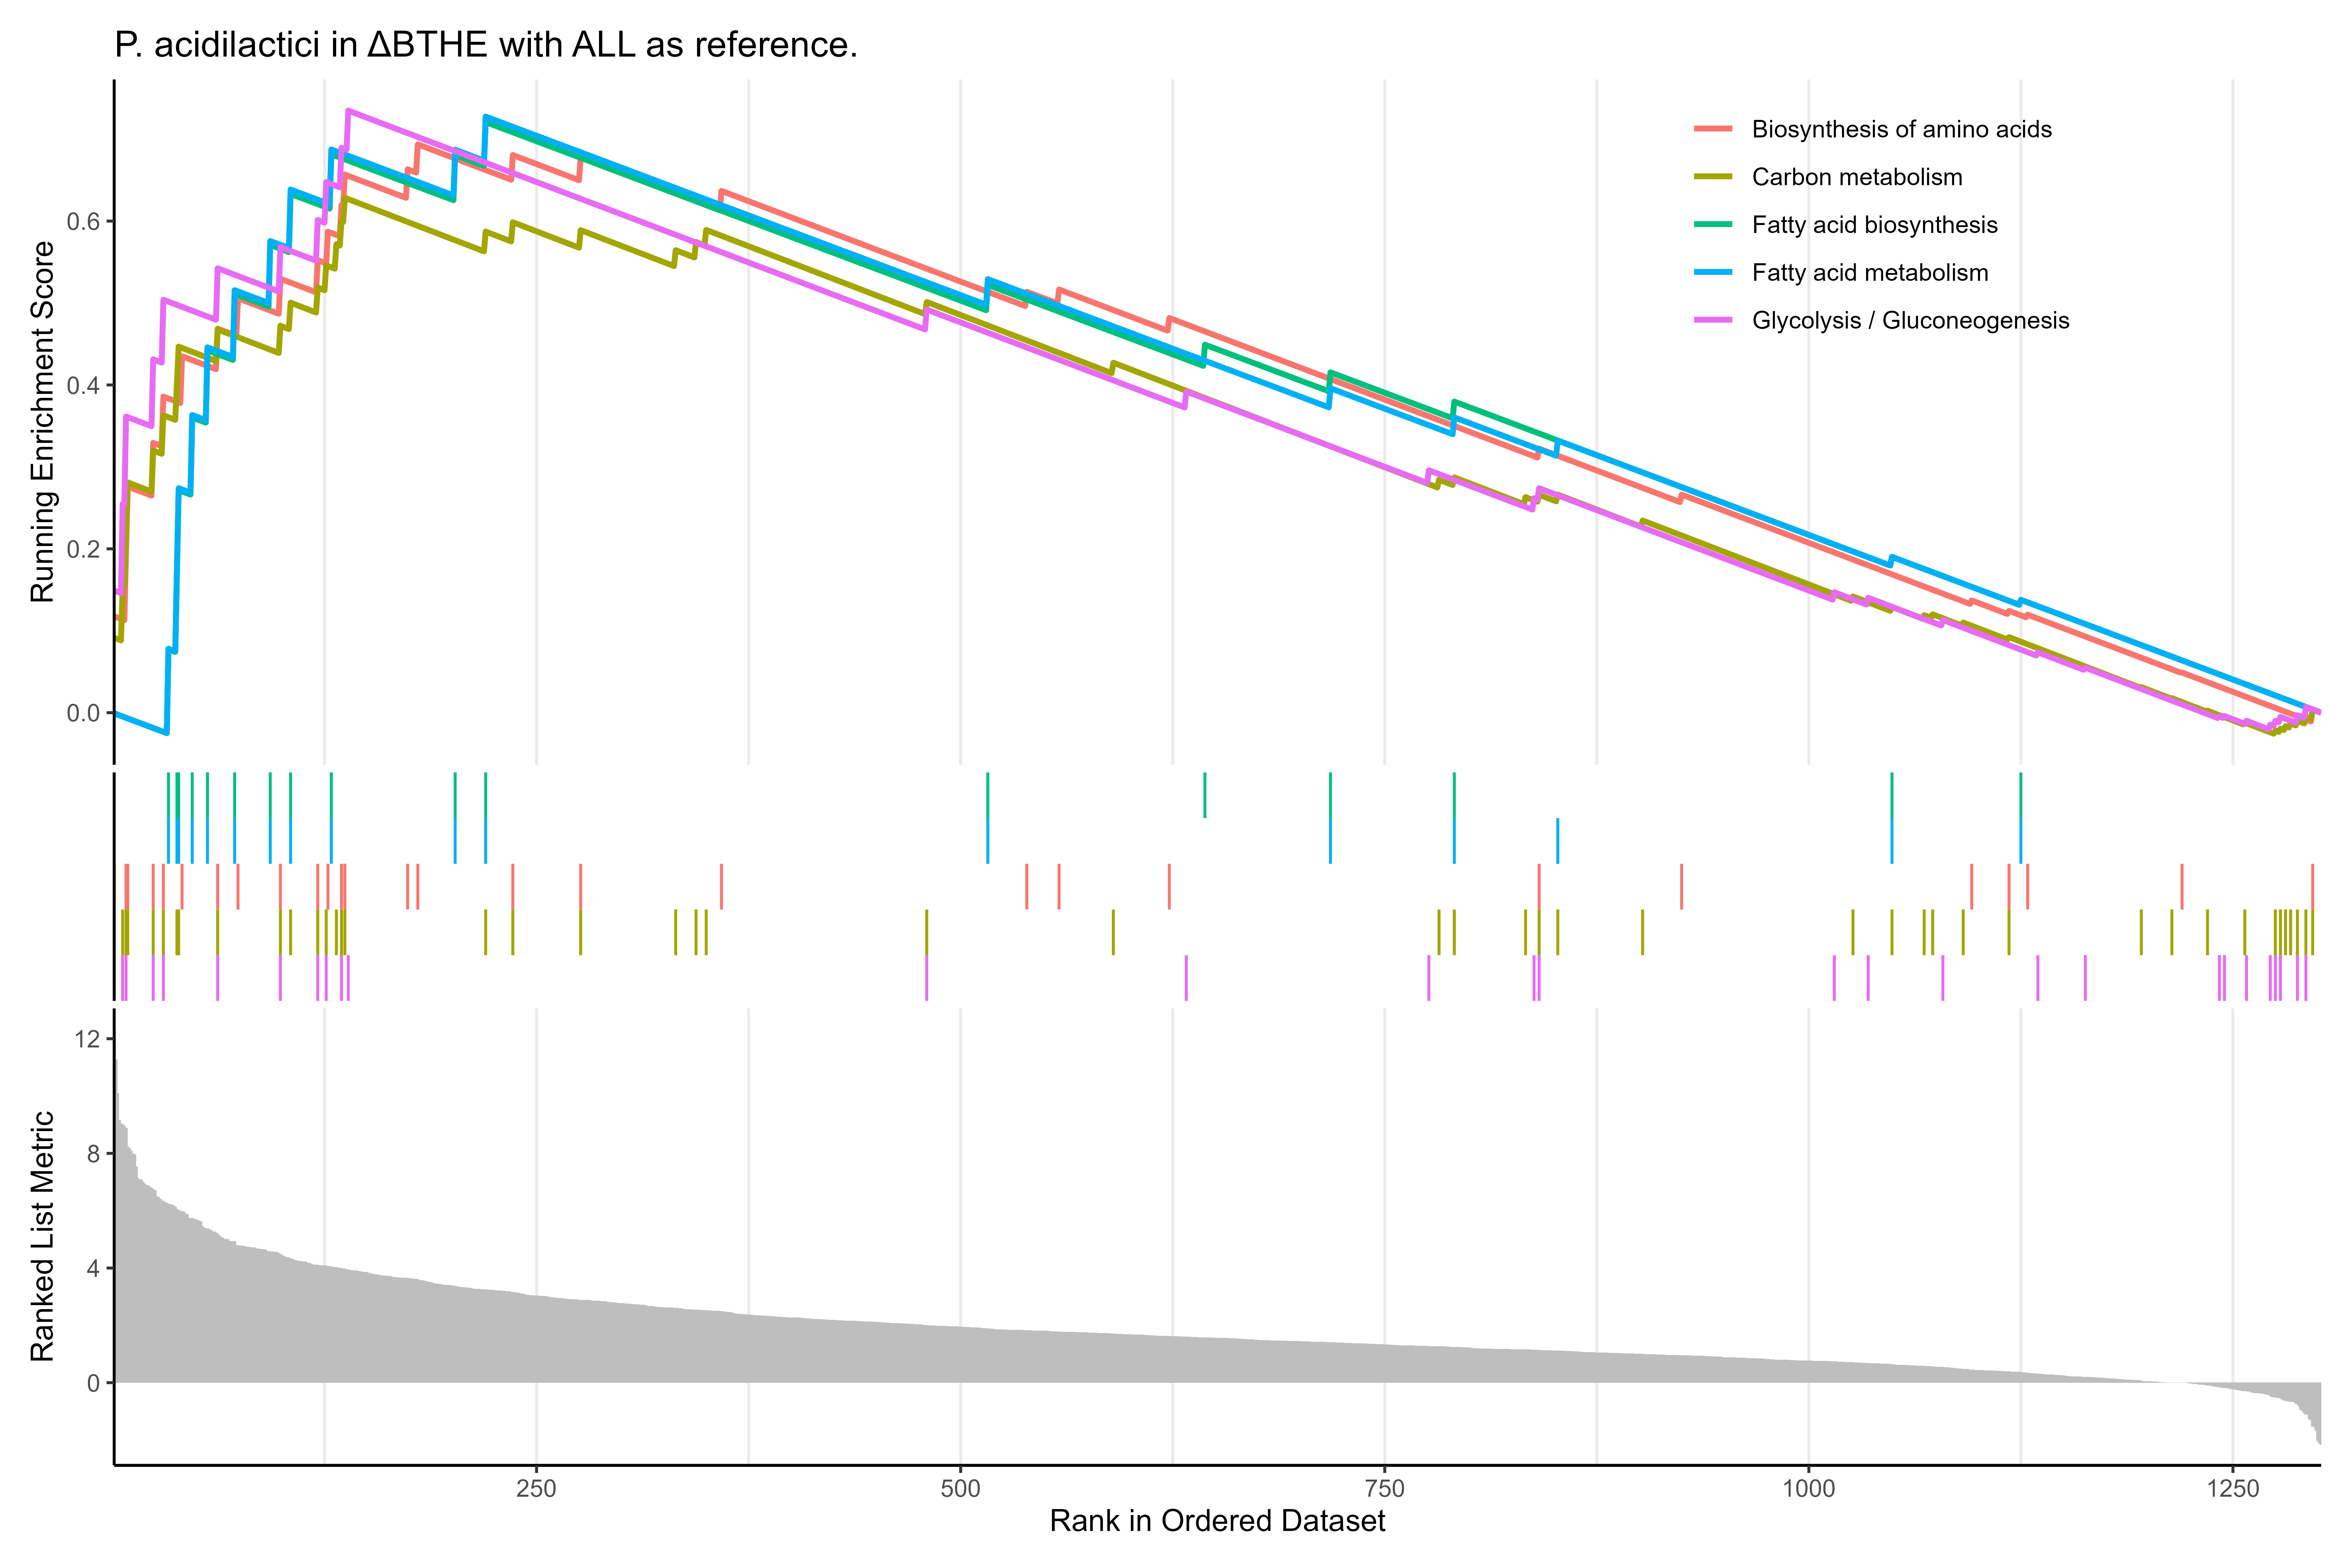 P. acidilactici in ΔBTHE with ALL as reference.
Running Enrichment Score
0.6
0.4
0.2
0.0
Biosynthesis of amino acids
Carbon metabolism
Fatty acid biosynthesis
Fatty acid metabolism
Glycolysis / Gluconeogenesis
Ranked List Metric
12
8
4
0
250
500
750
1000
1250
Rank in Ordered Dataset